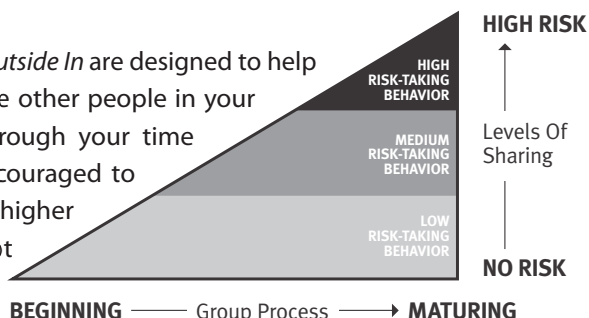 utside In are designed to help
e other people in your
rough your time
couraged to
higher
t
HIGH RISK
HIGH
RISK-TAKING
BEHAVIOR
MEDIUM
RISK-TAKING
BEHAVIOR
Levels Of
Sharing
LOW
RISK-TAKING
BEHAVIOR
NO RISK
BEGINNING Group Process MATURING